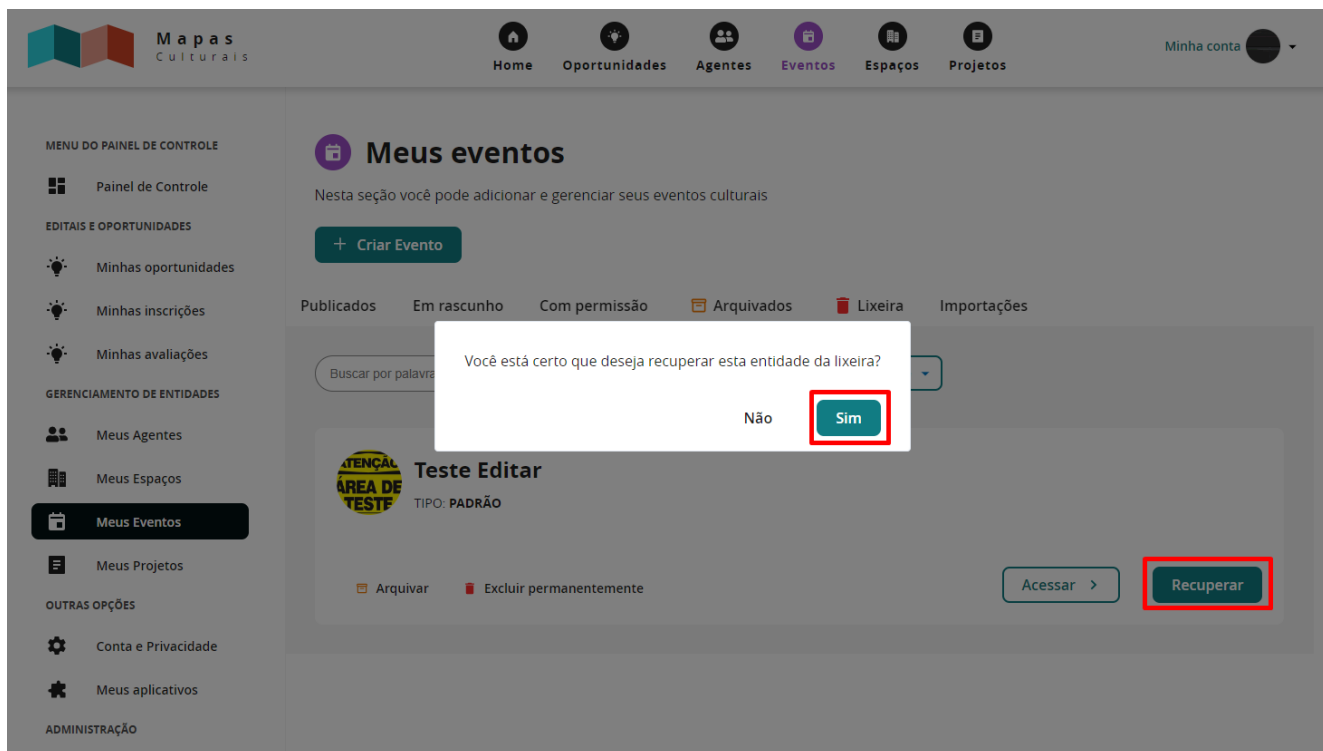 Mapas
Culturais
Home
Oportunidades
Agentes
Eventos
Espaços
Projetos
Minha conta
MENU DO PAINEL DE CONTROLE
Painel de Controle
EDITAIS E OPORTUNIDADES
Minhas oportunidades
Minhas inscrições
Minhas avaliações
GERENCIAMENTO DE ENTIDADES
Meus Agentes
Meus Espaços
Meus Eventos
Meus Projetos
OUTRAS OPÇÕES
Conta e Privacidade
Meus aplicativos
ADMINISTRAÇÃO
Meus eventos
Nesta seção você pode adicionar e gerenciar seus eventos culturais
+ Criar Evento
Publicados
Em rascunho
Com permissão
Arquivados
Lixeira
Importações
Buscar por palavra
Você está certo que deseja recuperar esta entidade da lixeira?
Não
Sim
ATENÇÃO
ÁREA DE
TESTE
Teste Editar
TIPO: PADRÃO
Arquivar
Excluir permanentemente
Acessar >
Recuperar